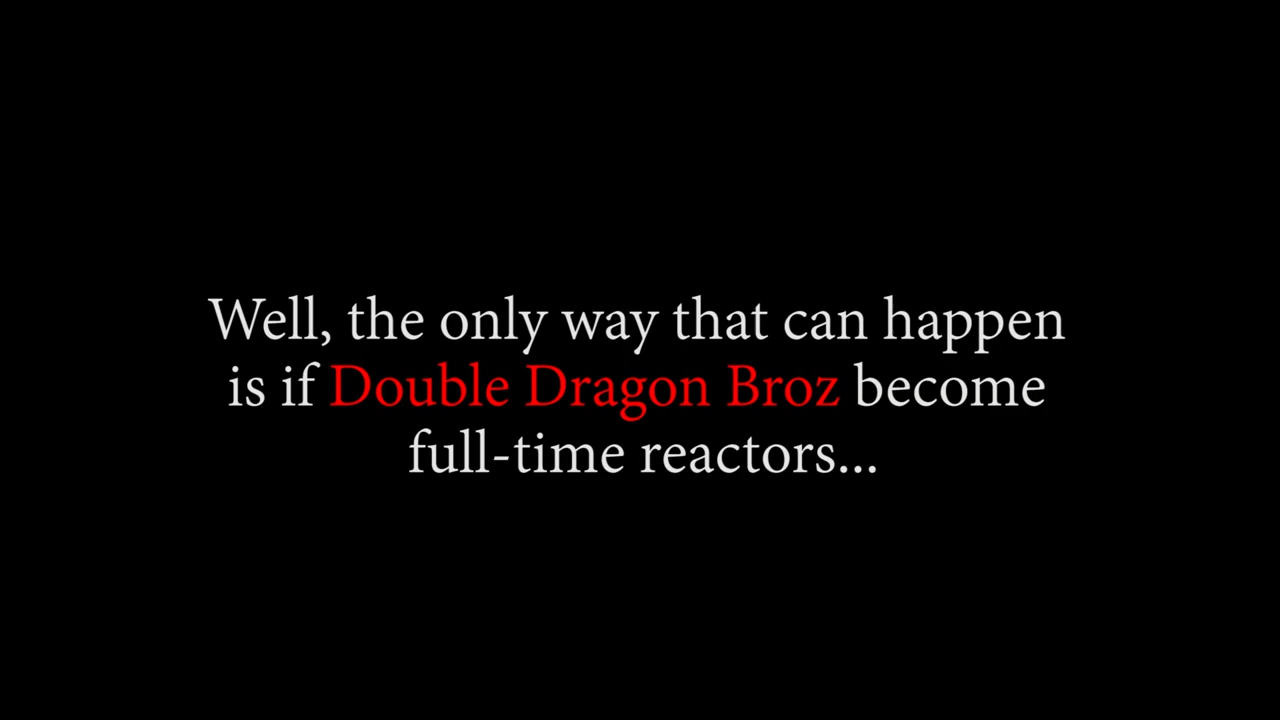 Well, the only way that can happen
is if Double Dragon Broz become
full-time reactors...